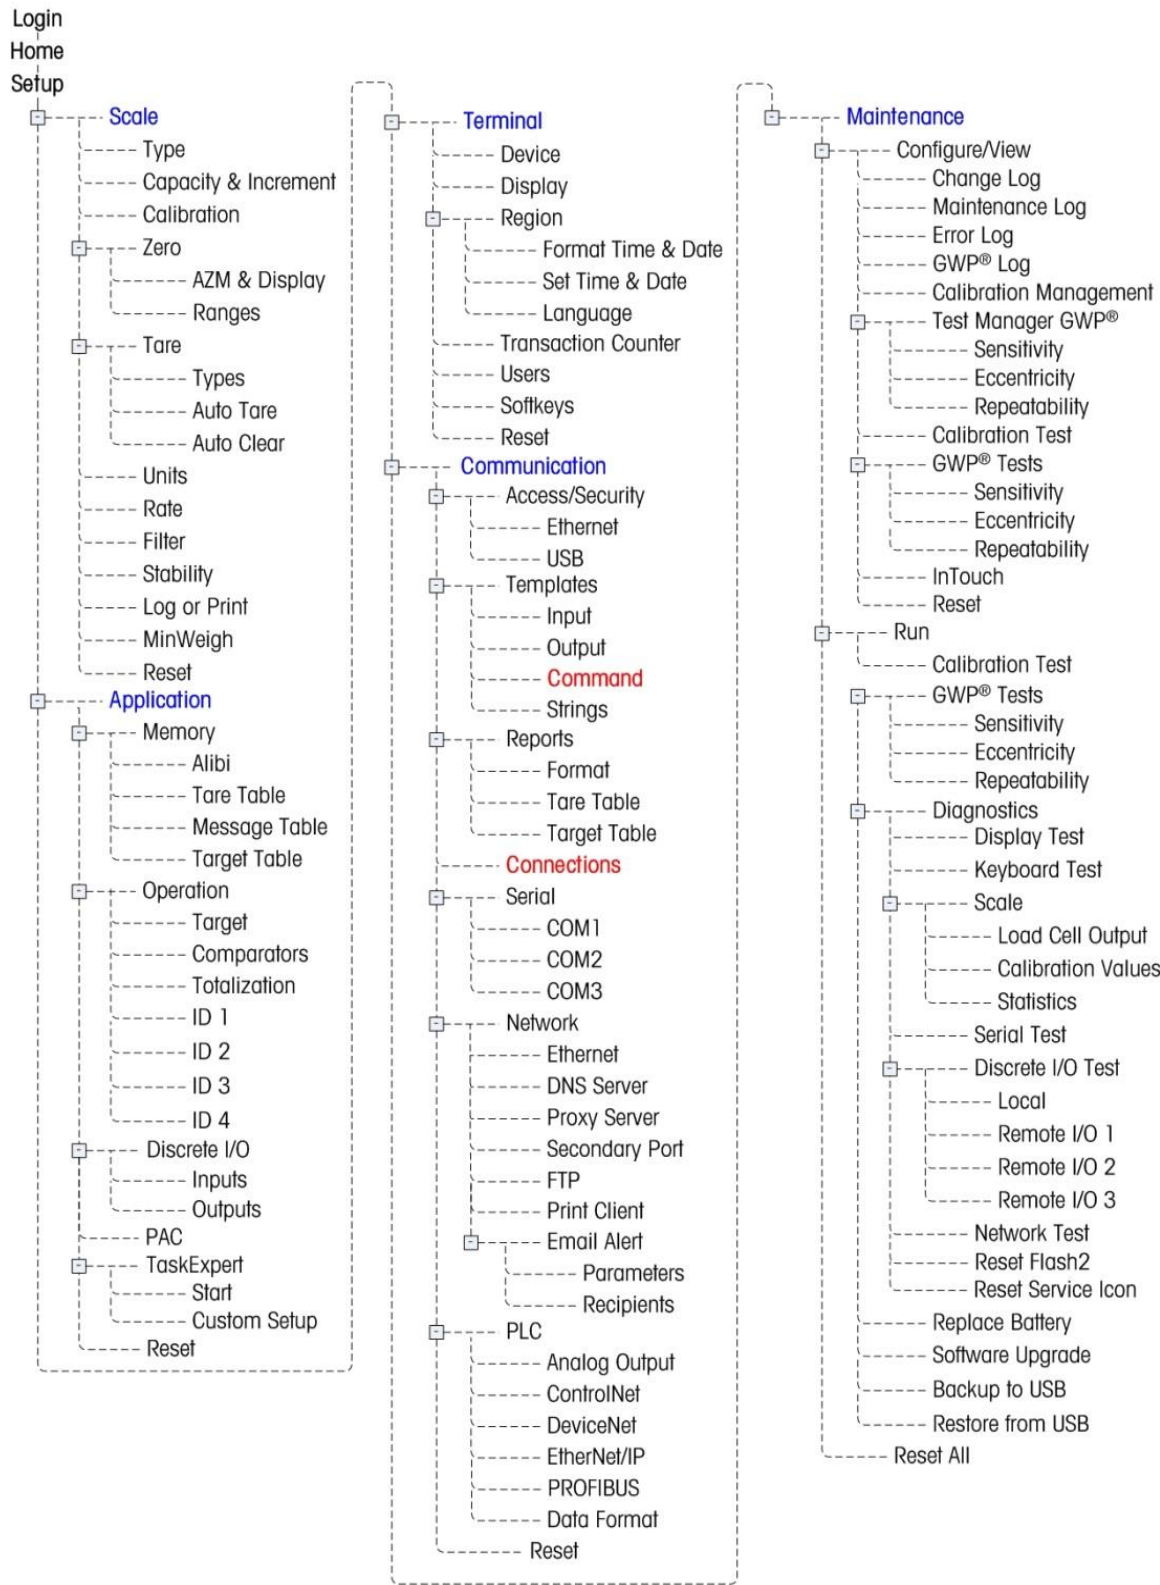 Login
Home
Setup
Scale
Type
Capacity & Increment
Calibration
Zero
AZM & Display
Ranges
Tare
Types
Auto Tare
Auto Clear
Units
Rate
Filter
Stability
Log or Print
MinWeigh
Reset
Application
Memory
Alibi
Tare Table
Message Table
Target Table
Operation
Target
Comparators
Totalization
ID 1
ID 2
ID 3
ID 4
Discrete I/O
Inputs
Outputs
PAC
TaskExpert
Start
Custom Setup
Reset
Terminal
Device
Display
Region
Format Time & Date
Set Time & Date
Language
Transaction Counter
Users
Softkeys
Reset
Communication
Access/Security
Ethernet
USB
Templates
Input
Output
Command
Strings
Reports
Format
Tare Table
Target Table
Connections
Serial
COM1
COM2
COM3
Network
Ethernet
DNS Server
Proxy Server
Secondary Port
FTP
Print Client
Email Alert
Parameters
Recipients
PLC
Analog Output
ControlNet
DeviceNet
EtherNet/IP
PROFIBUS
Data Format
Reset
Maintenance
Configure/View
Change Log
Maintenance Log
Error Log
GWP® Log
Calibration Management
Test Manager GWP®
Sensitivity
Eccentricity
Repeatability
Calibration Test
GWP® Tests
Sensitivity
Eccentricity
Repeatability
InTouch
Reset
Run
Calibration Test
GWP® Tests
Sensitivity
Eccentricity
Repeatability
Diagnostics
Display Test
Keyboard Test
Scale
Load Cell Output
Calibration Values
Statistics
Serial Test
Discrete I/O Test
Local
Remote I/O 1
Remote I/O 2
Remote I/O 3
Network Test
Reset Flash2
Reset Service Icon
Replace Battery
Software Upgrade
Backup to USB
Restore from USB
Reset All